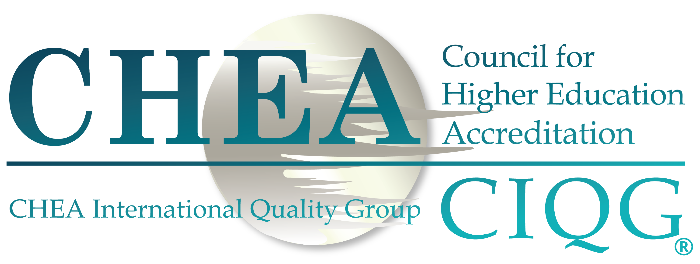 CHEA
Council for
Higher Education
Accreditation
CHEA International Quality Group
CIQG®